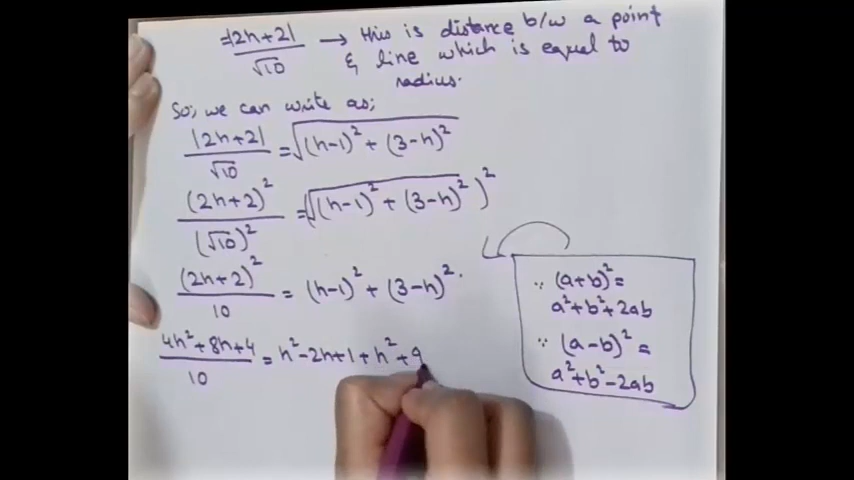 =|2h+2|/√10 → this is distance b/w a point
& line which is equal to
radius.
So; we can write as;
|2h+2|/√10 = √((h-1)² + (3-h)²)
(2h+2)²/(√10)² = (√((h-1)² + (3-h)²))²
(2h+2)²/10 = (h-1)² + (3-h)².
4h²+8h+4/10 = h²-2h+1+h²+9
∵ (a+b)² =
a²+b²+2ab
∵ (a-b)² =
a²+b²-2ab